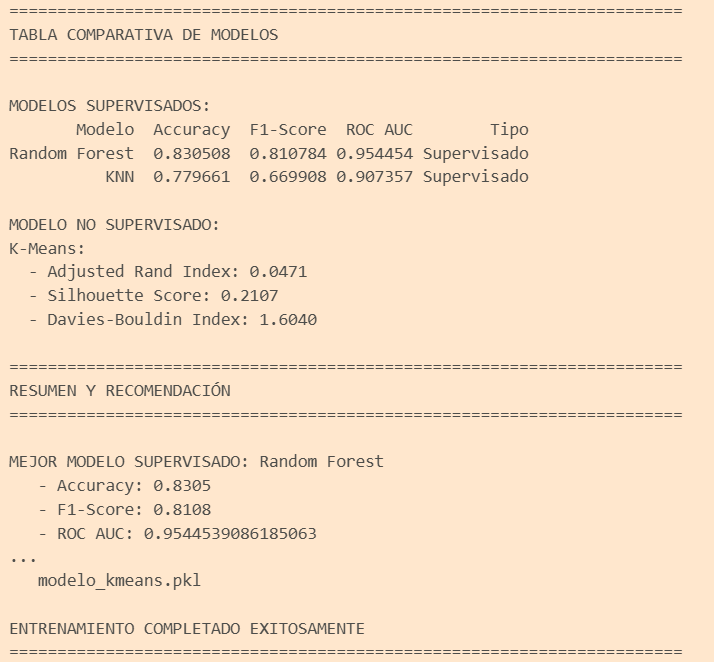 ======================================================================
TABLA COMPARATIVA DE MODELOS
======================================================================
MODELOS SUPERVISADOS:
Modelo  Accuracy  F1-Score  ROC AUC        Tipo
Random Forest  0.830508  0.810784 0.954454 Supervisado
KNN  0.779661  0.669908 0.907357 Supervisado
MODELO NO SUPERVISADO:
K-Means:
- Adjusted Rand Index: 0.0471
- Silhouette Score: 0.2107
- Davies-Bouldin Index: 1.6040
======================================================================
RESUMEN Y RECOMENDACIÓN
======================================================================
MEJOR MODELO SUPERVISADO: Random Forest
- Accuracy: 0.8305
- F1-Score: 0.8108
- ROC AUC: 0.9544539086185063
...
modelo_kmeans.pkl
ENTRENAMIENTO COMPLETADO EXITOSAMENTE
======================================================================